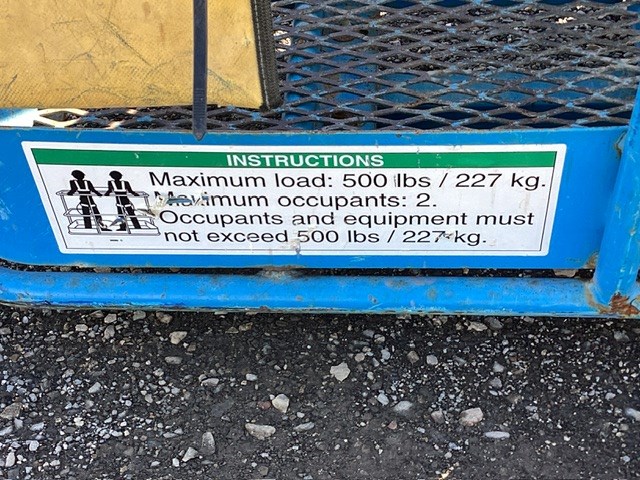 INSTRUCTIONS
Maximum load: 500 lbs / 227 kg.
Maximum occupants: 2.
Occupants and equipment must
not exceed 500 lbs / 227 kg.